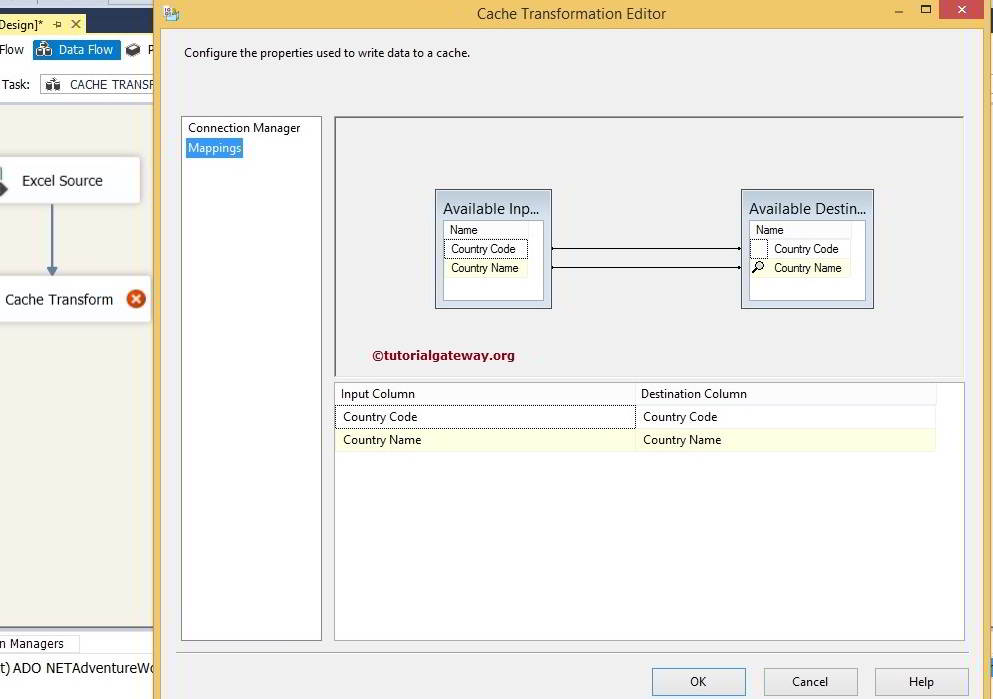 Cache Transformation Editor
Design]*
Flow Data Flow P
Task: CACHE TRANSF
Configure the properties used to write data to a cache.
Connection Manager
Mappings
Excel Source
Cache Transform
Available Inp...
Name
Country Code
Country Name
Available Destin...
Name
Country Code
Country Name
©tutorialgateway.org
Input Column Destination Column
Country Code Country Code
Country Name Country Name
n Managers
t) ADO NETAdventureWo
OK Cancel Help